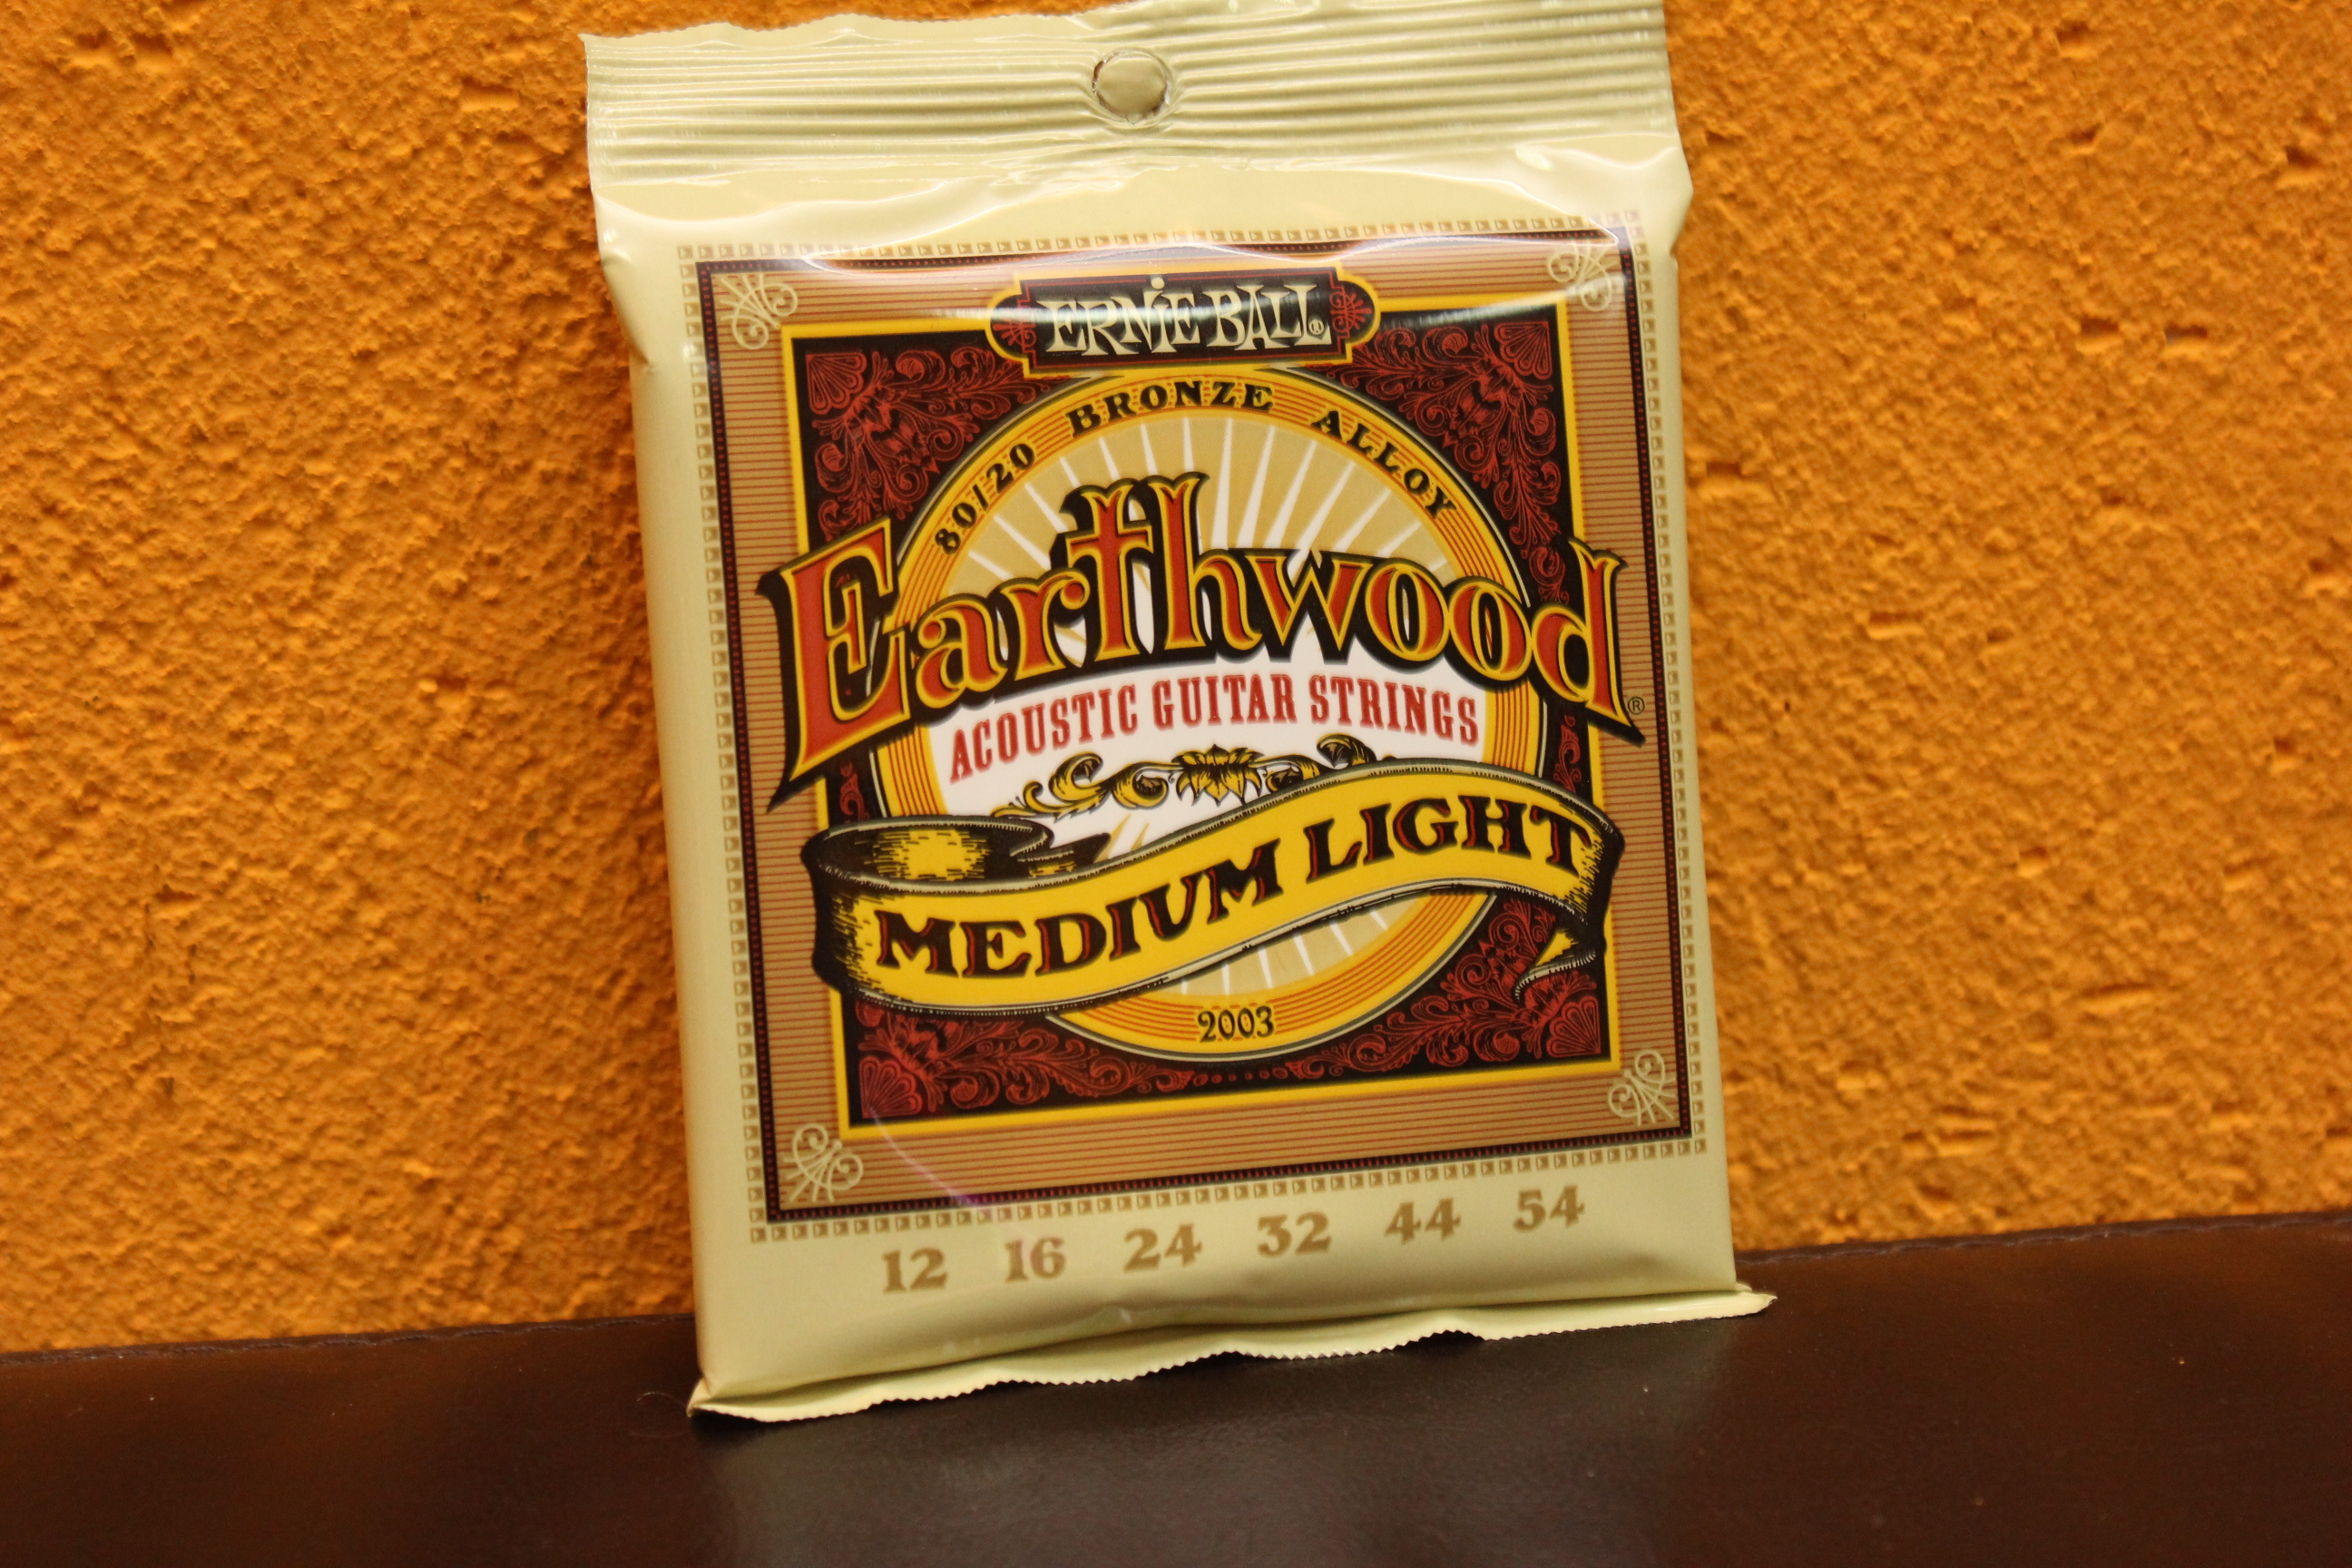 ERNIE BALL®
80/20 BRONZE ALLOY
Earthwood®
ACOUSTIC GUITAR STRINGS
MEDIUM LIGHT
2003
12 16 24 32 44 54